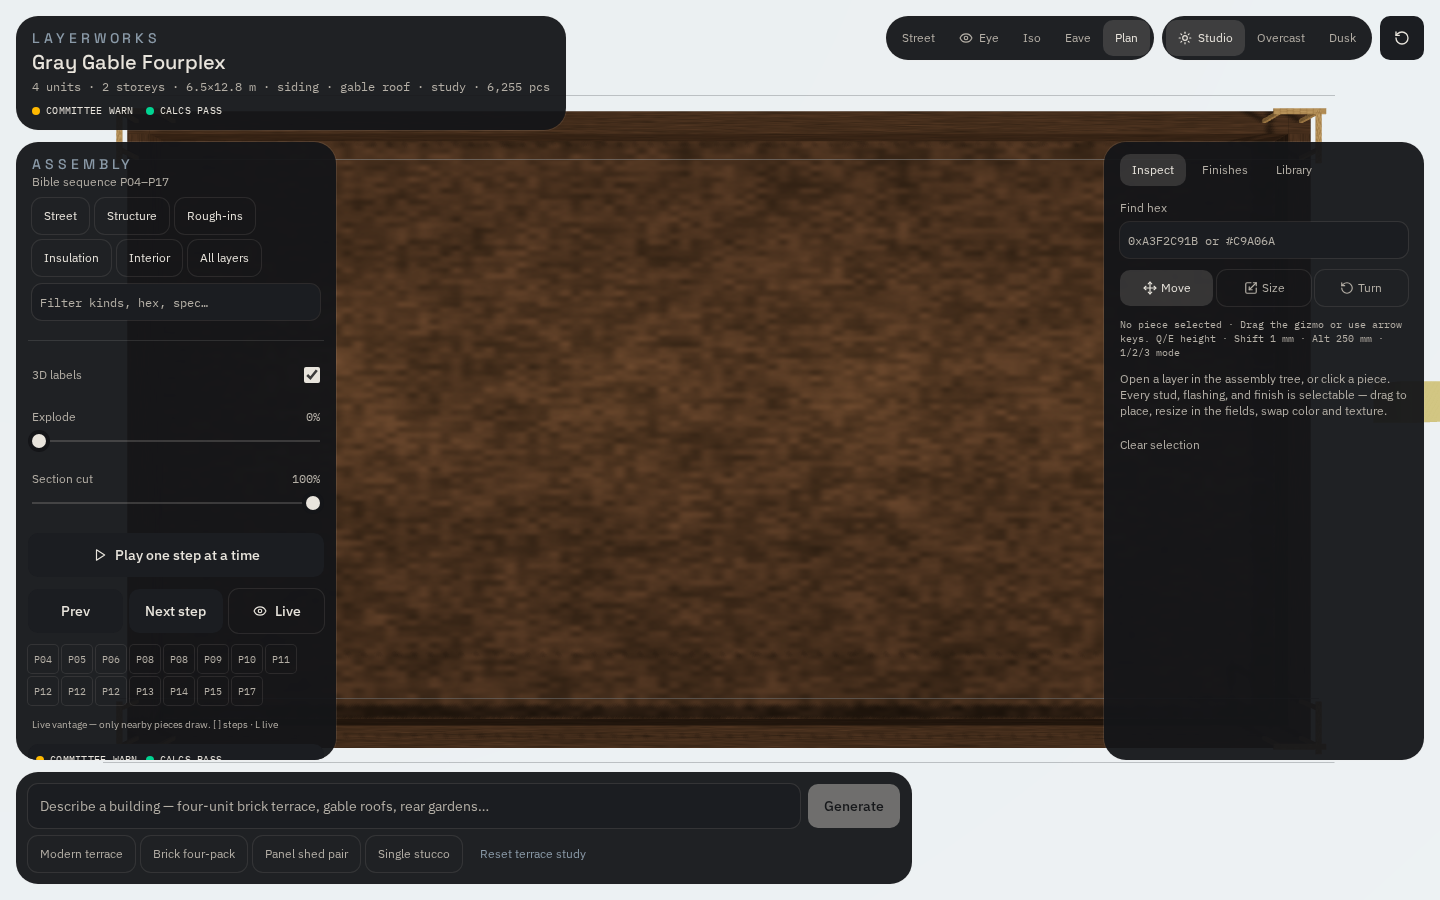 LAYERWORKS
Gray Gable Fourplex
4 units · 2 storeys · 6.5×12.8 m · siding · gable roof · study · 6,255 pcs
COMMITTEE WARN CALCS PASS
Street Eye Iso Eave Plan
Studio Overcast Dusk
ASSEMBLY
Bible sequence P04–P17
Street Structure Rough-ins
Insulation Interior All layers
Filter kinds, hex, spec…
3D labels
Explode 0%
Section cut 100%
Play one step at a time
Prev Next step Live
P04 P05 P06 P08 P08 P09 P10 P11
P12 P12 P12 P13 P14 P15 P17
Live vantage — only nearby pieces draw. [ ] steps · L live
COMMITTEE WARN CALCS PASS
Inspect Finishes Library
Find hex
0xA3F2C91B or #C9A06A
Move Size Turn
No piece selected · Drag the gizmo or use arrow
keys. Q/E height · Shift 1 mm · Alt 250 mm ·
1/2/3 mode
Open a layer in the assembly tree, or click a piece.
Every stud, flashing, and finish is selectable — drag to
place, resize in the fields, swap color and texture.
Clear selection
Describe a building — four-unit brick terrace, gable roofs, rear gardens…
Generate
Modern terrace Brick four-pack Panel shed pair Single stucco Reset terrace study